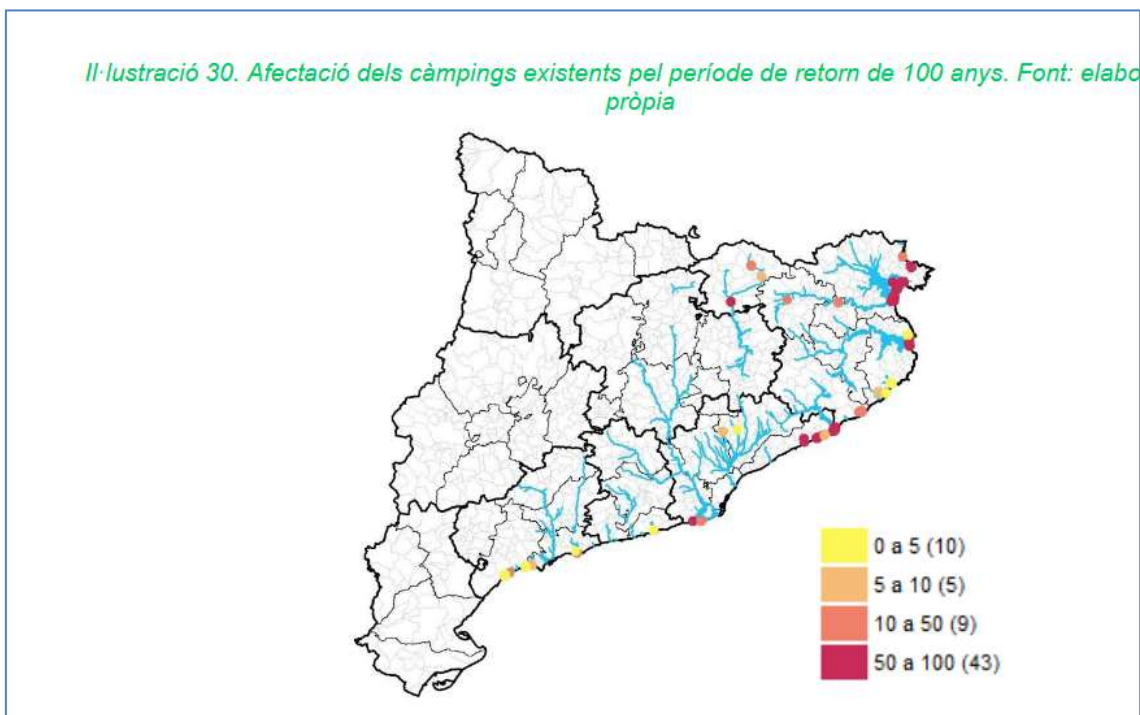 Il·lustració 30. Afectació dels càmpings existents pel període de retorn de 100 anys. Font: elabo
pròpia
0 a 5 (10)
5 a 10 (5)
10 a 50 (9)
50 a 100 (43)